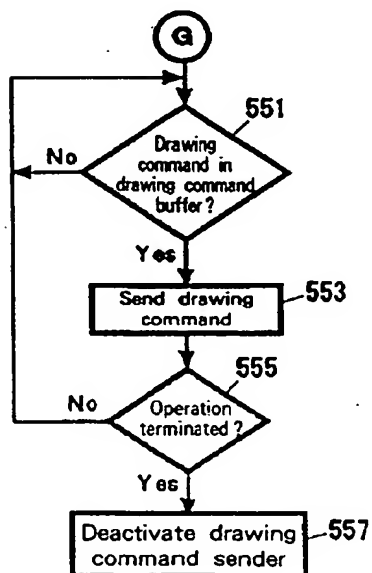 G
551
Drawing
command in
drawing command
buffer?
No
Yes
Send drawing
command
553
555
Operation
terminated?
No
Yes
Deactivate drawing
command sender
557